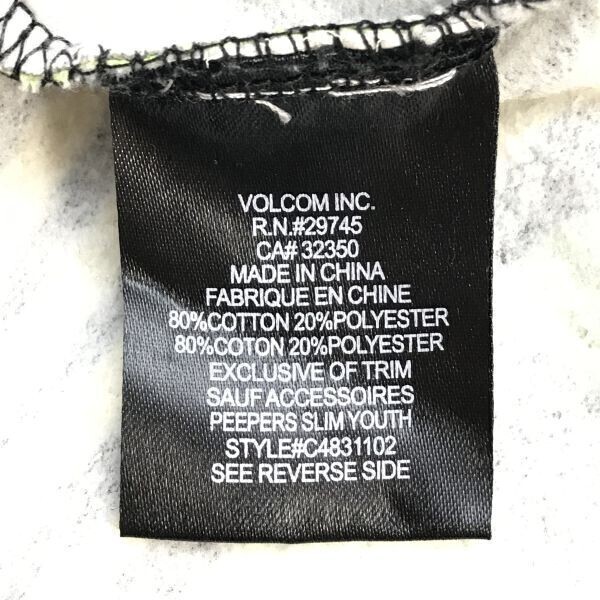 VOLCOM INC.
R.N.#29745
CA# 32350
MADE IN CHINA
FABRIQUE EN CHINE
80%COTTON 20%POLYESTER
80%COTON 20%POLYESTER
EXCLUSIVE OF TRIM
SAUF ACCESSOIRES
PEEPERS SLIM YOUTH
STYLE#C4831102
SEE REVERSE SIDE